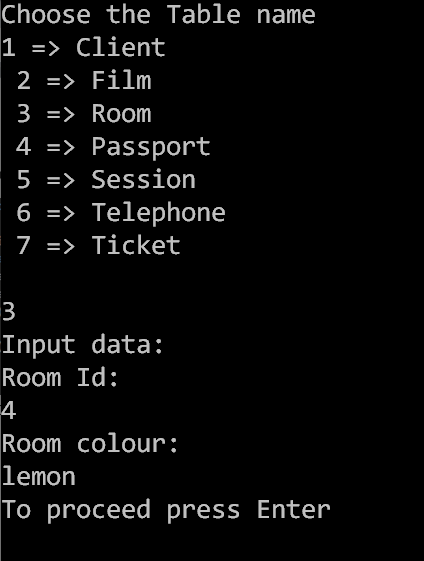 Choose the Table name
1 => Client
2 => Film
3 => Room
4 => Passport
5 => Session
6 => Telephone
7 => Ticket
3
Input data:
Room Id:
4
Room colour:
lemon
To proceed press Enter